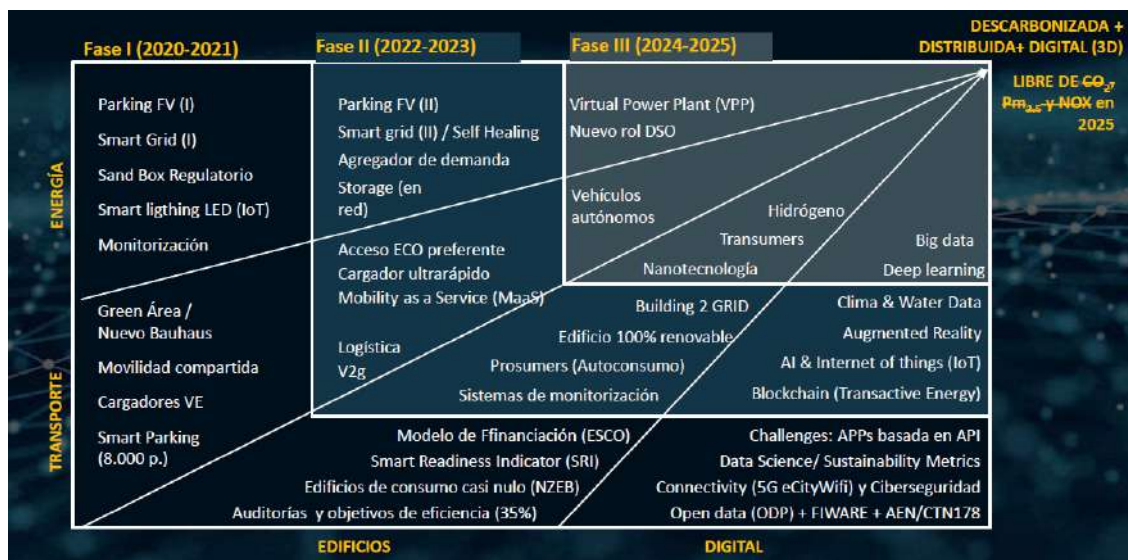 Fase I (2020-2021)
Fase II (2022-2023)
Fase III (2024-2025)
DESCARBONIZADA +
DISTRIBUIDA+ DIGITAL (3D)
LIBRE DE CO2,
Pm2,5 y NOX en
2025
ENERGÍA
Parking FV (I)
Smart Grid (I)
Sand Box Regulatorio
Smart ligthing LED (IoT)
Monitorización
Parking FV (II)
Smart grid (II) / Self Healing
Agregador de demanda
Storage (en
red)
Virtual Power Plant (VPP)
Nuevo rol DSO
Vehículos
autónomos
Hidrógeno
Transumers
Nanotecnología
Big data
Deep learning
TRANSPORTE
Green Área /
Nuevo Bauhaus
Movilidad compartida
Cargadores VE
Smart Parking
(8.000 p.)
Acceso ECO preferente
Cargador ultrarápido
Mobility as a Service (MaaS)
Logística
V2g
Building 2 GRID
Edificio 100% renovable
Prosumers (Autoconsumo)
Sistemas de monitorización
Clima & Water Data
Augmented Reality
AI & Internet of things (IoT)
Blockchain (Transactive Energy)
Modelo de Ffinanciación (ESCO)
Smart Readiness Indicator (SRI)
Edificios de consumo casi nulo (NZEB)
Auditorías y objetivos de eficiencia (35%)
Challenges: APPs basada en API
Data Science/ Sustainability Metrics
Connectivity (5G eCityWifi) y Ciberseguridad
Open data (ODP) + FIWARE + AEN/CTN178
EDIFICIOS
DIGITAL